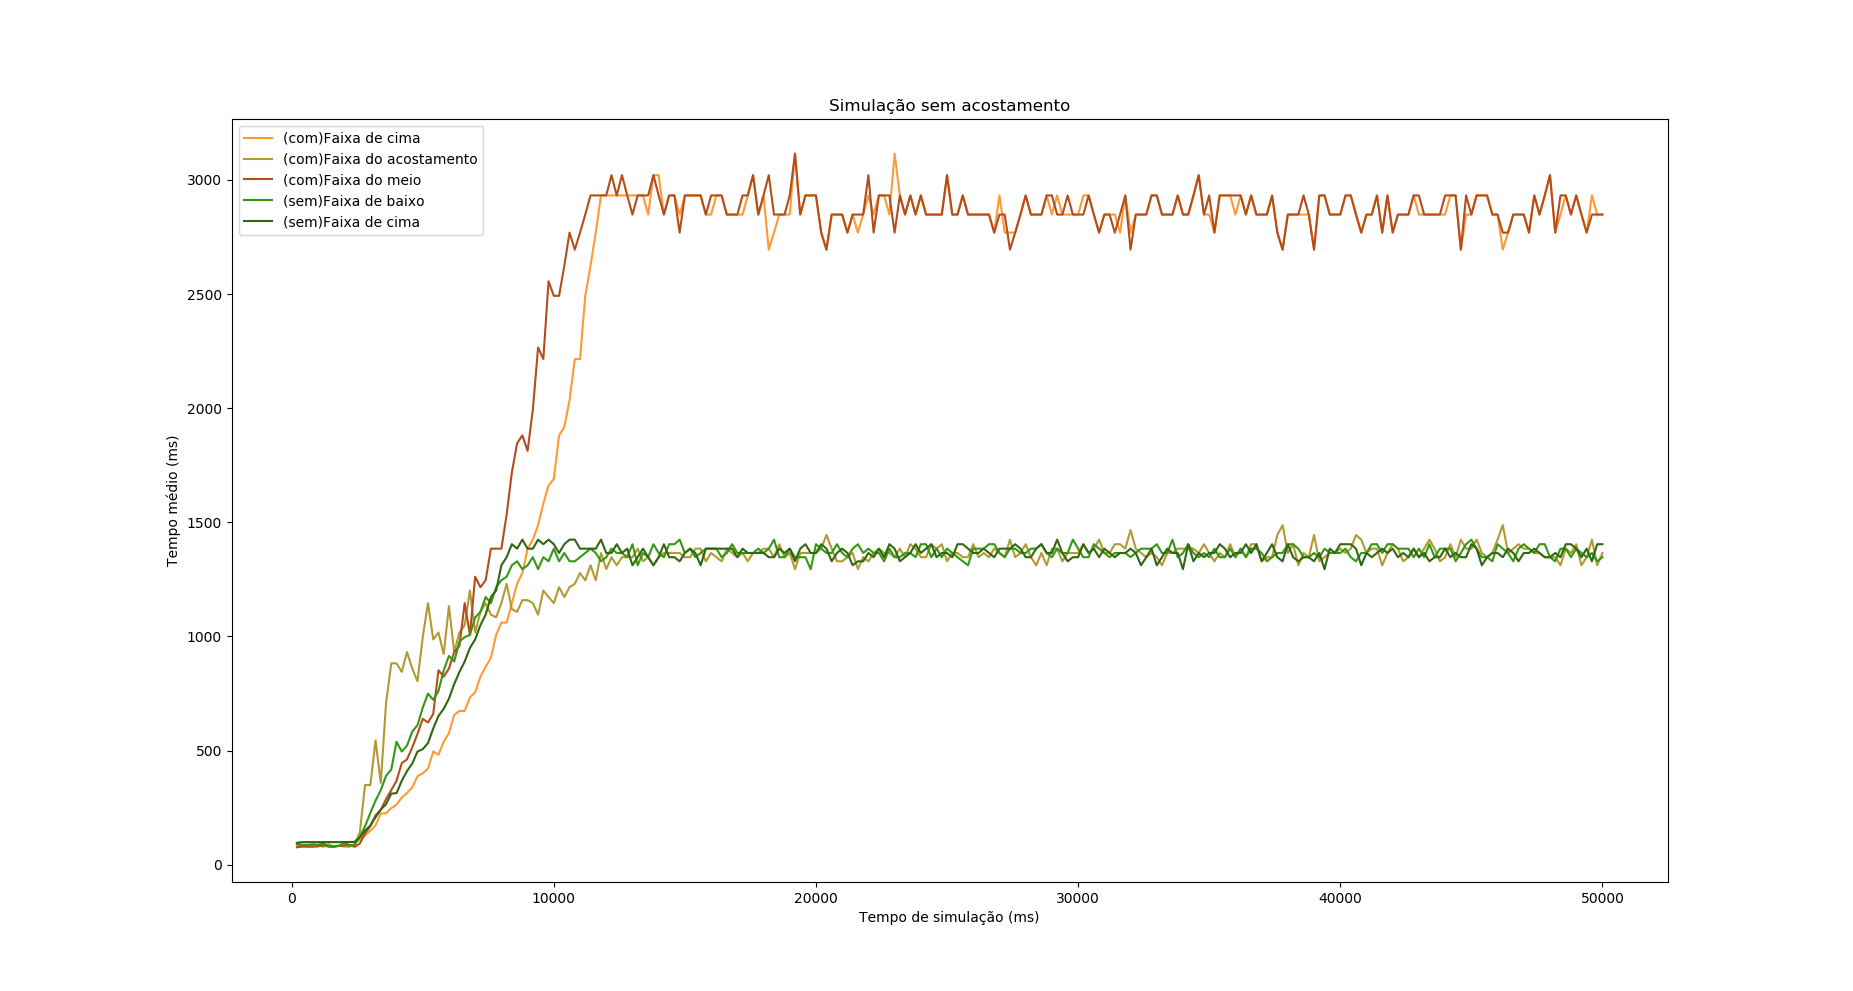 Simulação sem acostamento
(com)Faixa de cima
(com)Faixa do acostamento
(com)Faixa do meio
(sem)Faixa de baixo
(sem)Faixa de cima
3000
2500
2000
1500
1000
500
0
Tempo médio (ms)
0 10000 20000 30000 40000 50000
Tempo de simulação (ms)